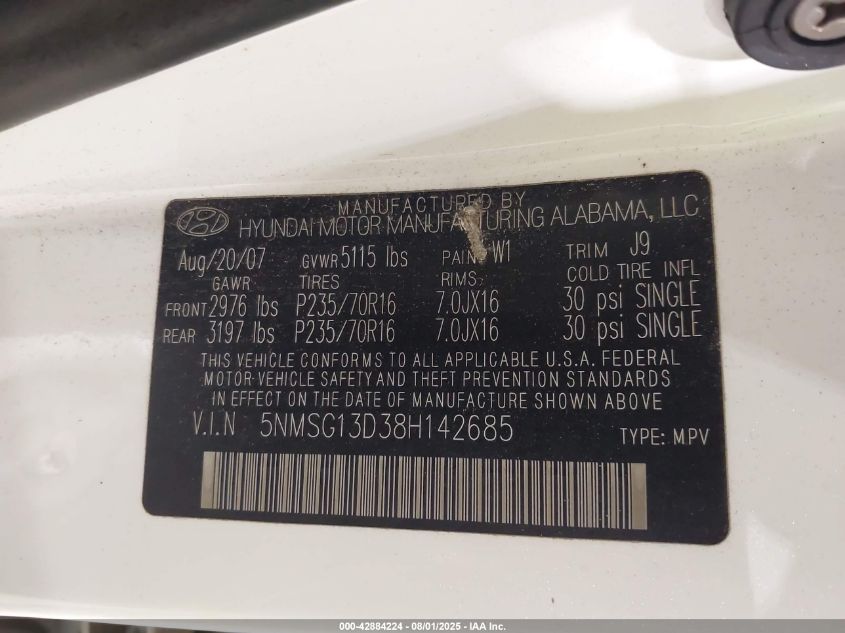 MANUFACTURED BY
HYUNDAI MOTOR MANUFACTURING ALABAMA, LLC
Aug/20/07 GVWR 5115 lbs PAINT W1 TRIM J9
GAWR TIRES RIMS COLD TIRE INFL
FRONT 2976 lbs P235/70R16 7.0JX16 30 psi SINGLE
REAR 3197 lbs P235/70R16 7.0JX16 30 psi SINGLE
THIS VEHICLE CONFORMS TO ALL APPLICABLE U.S.A. FEDERAL
MOTOR VEHICLE SAFETY AND THEFT PREVENTION STANDARDS
IN EFFECT ON THE DATE OF MANUFACTURE SHOWN ABOVE
V.I.N 5NMSG13D38H142685 TYPE: MPV
000-42884224 - 08/01/2025 - IAA Inc.